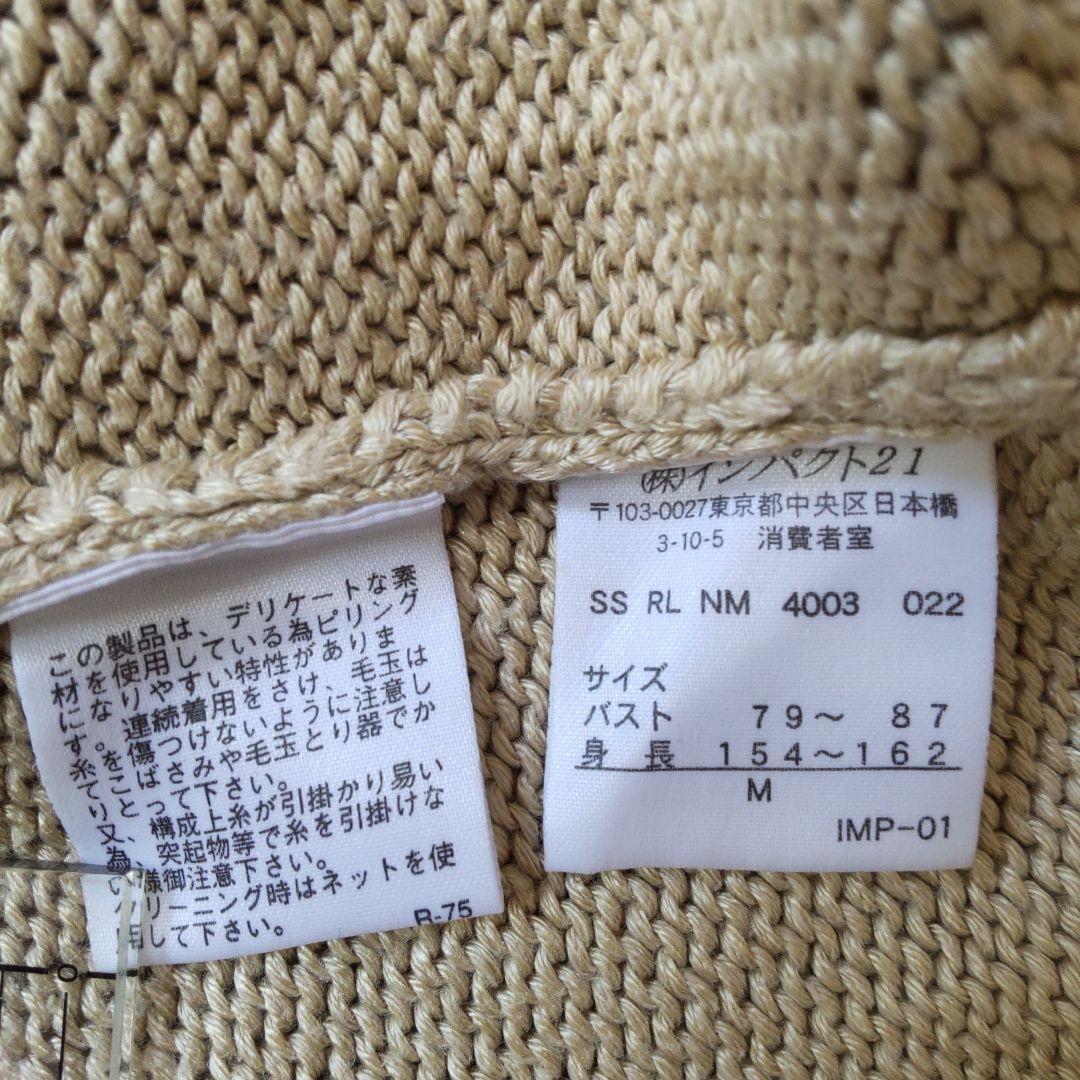 この製品は、デリケートな素
材を使用している為ピリング
になりやすい特性がありま
す。連続着用をさけ、毛玉は
糸を傷つけないように注意し
てこばさみや毛玉とり器でか
りとって下さい。
又、構成上糸が引掛かり易い
為、突起物等で糸を引掛けな
い様御注意下さい。
クリーニング時はネットを使
用して下さい。
R-75
(株)インパクト21
〒103-0027東京都中央区日本橋
3-10-5 消費者室
SS RL NM 4003 022
サイズ
バスト 79～87
身長 154～162
M
IMP-01
0